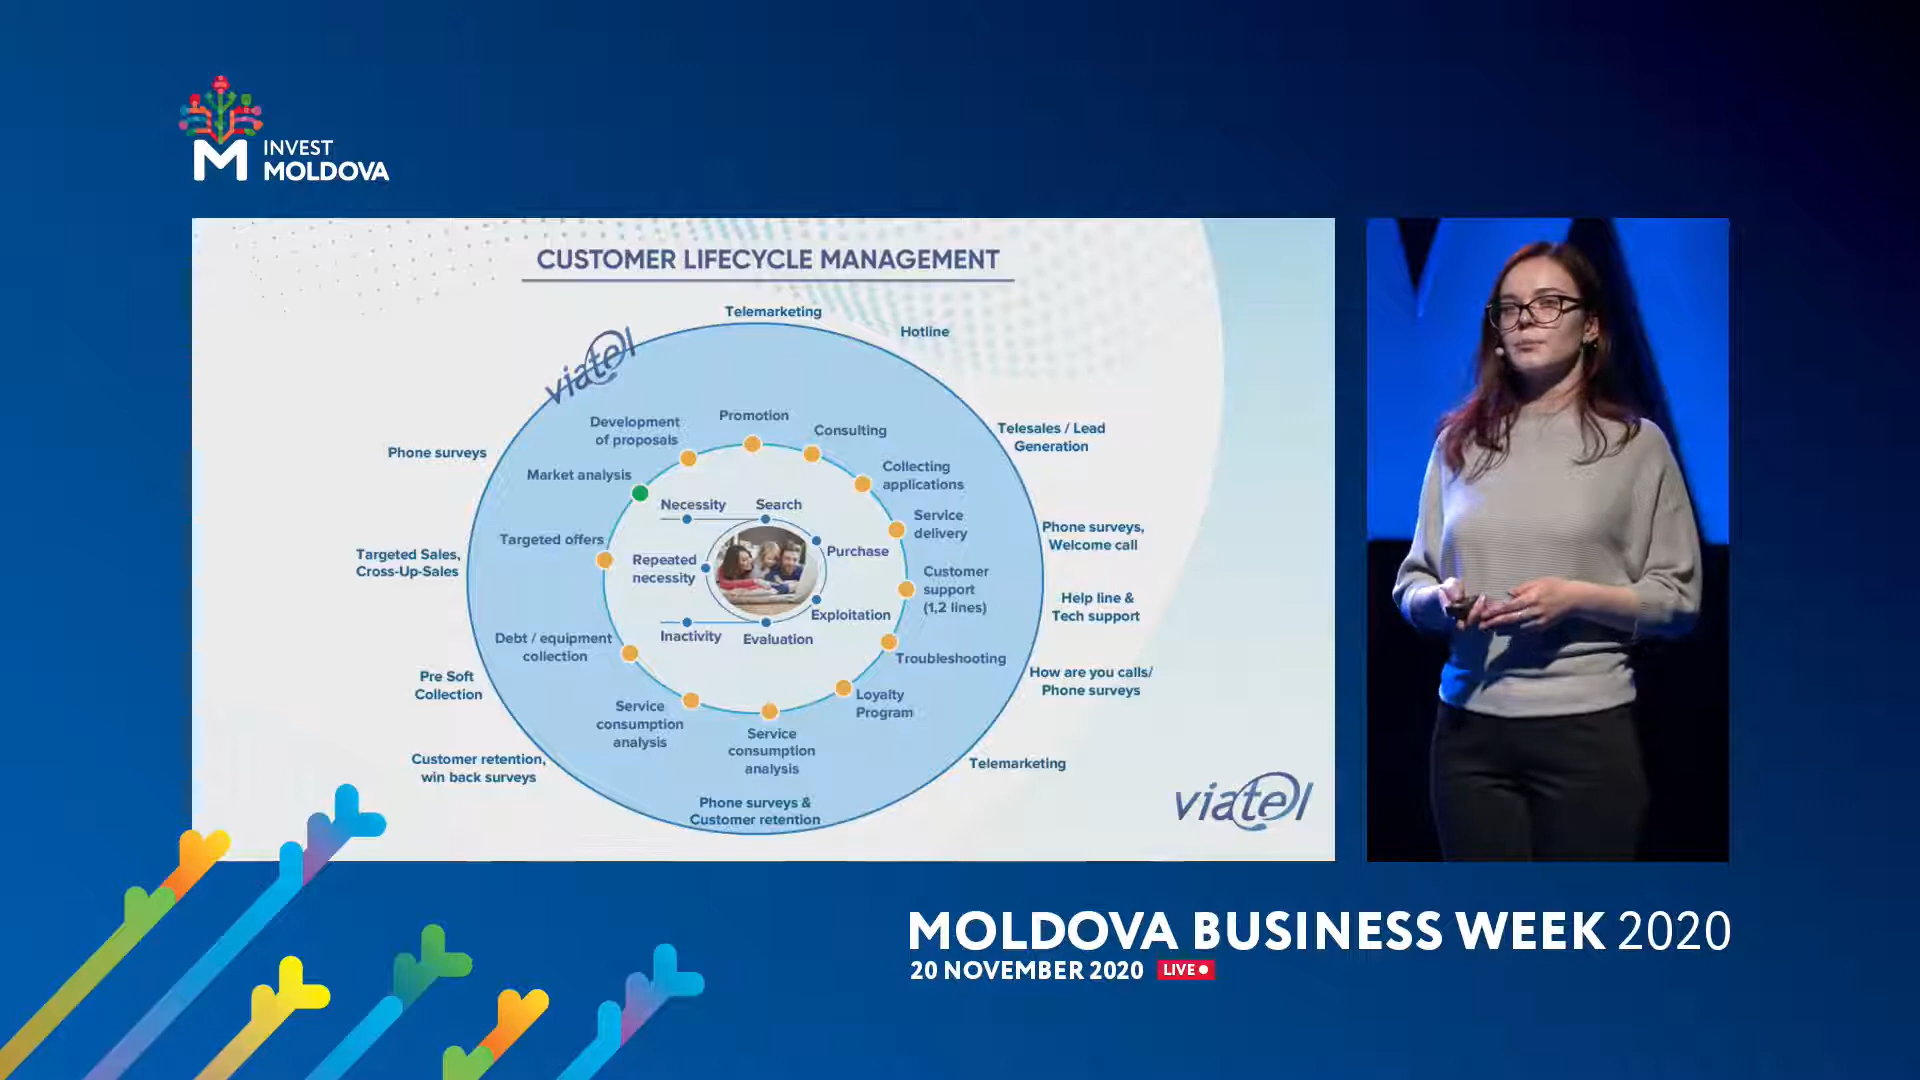 INVEST
MOLDOVA
CUSTOMER LIFECYCLE MANAGEMENT
Telemarketing
Hotline
viatel
Promotion
Development
of proposals
Consulting
Telesales / Lead
Generation
Phone surveys
Market analysis
Collecting
applications
Necessity
Search
Service
delivery
Phone surveys,
Welcome call
Targeted offers
Targeted Sales,
Cross-Up-Sales
Repeated
necessity
Purchase
Customer
support
(1,2 lines)
Help line &
Tech support
Exploitation
Inactivity
Evaluation
Debt / equipment
collection
Troubleshooting
How are you calls/
Phone surveys
Pre Soft
Collection
Loyalty
Program
Service
consumption
analysis
Service
consumption
analysis
Customer retention,
win back surveys
Telemarketing
Phone surveys &
Customer retention
viatel
MOLDOVA BUSINESS WEEK 2020
20 NOVEMBER 2020 LIVE